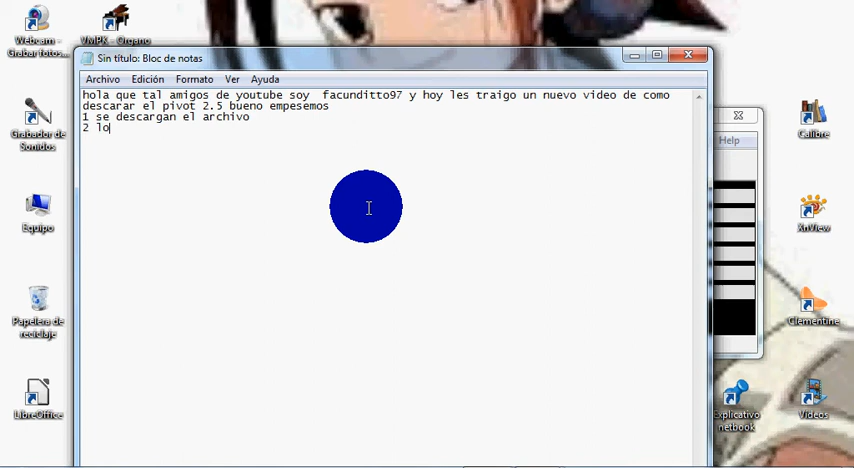 Webcam -
Grabar fotos...
VMPK - Organo
Sin título: Bloc de notas
Archivo Edición Formato Ver Ayuda
hola que tal amigos de youtube soy facunditto97 y hoy les traigo un nuevo video de como
descarar el pivot 2.5 bueno empesemos
1 se descargan el archivo
2 lo
Help
Grabador de
Sonidos
Calibre
Equipo
XnView
Papelera de
reciclaje
Clementine
LibreOffice
Explicativo
netbook
Videos